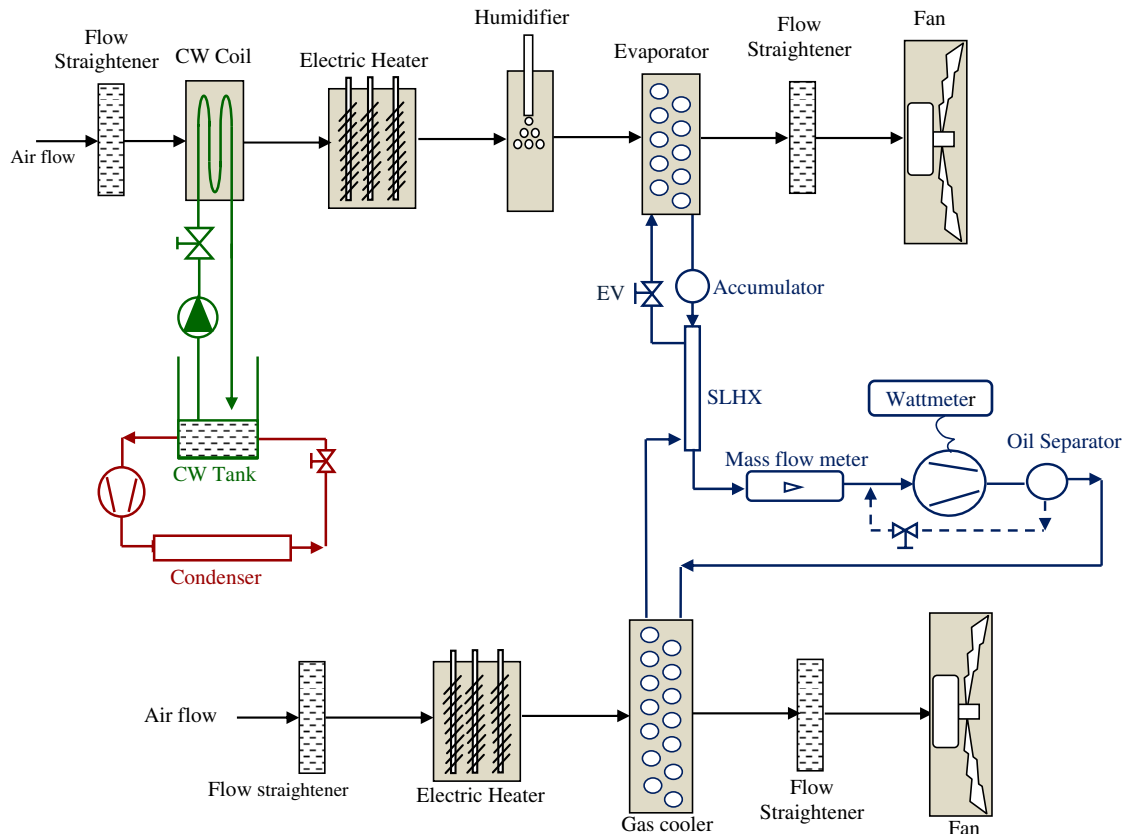 Humidifier
Fan
Flow
Straightener
CW Coil
Electric Heater
Evaporator
Flow
Straightener
Air flow
EV
Accumulator
SLHX
Wattmeter
Oil Separator
Mass flow meter
CW Tank
Condenser
Air flow
Flow straightener
Electric Heater
Gas cooler
Flow
Straightener
Fan